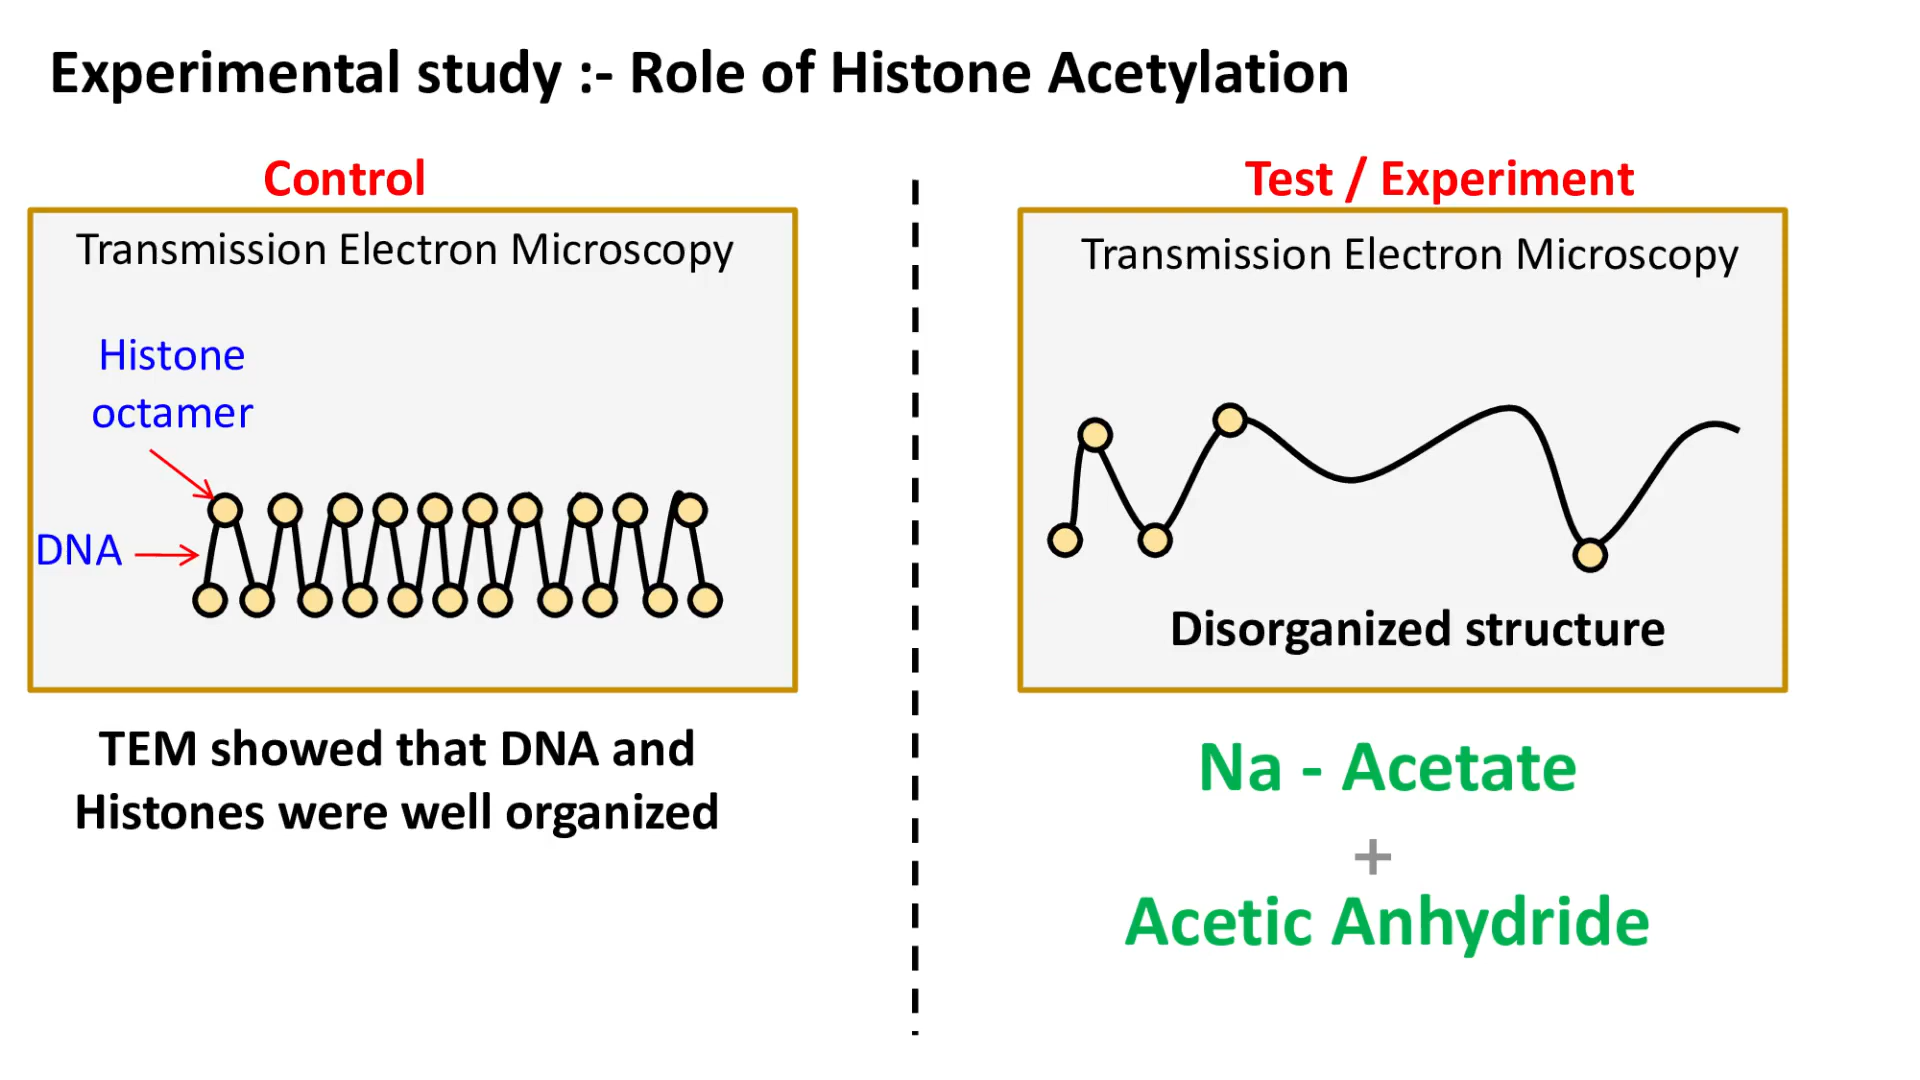 Experimental study :- Role of Histone Acetylation
Control
Transmission Electron Microscopy
Histone
octamer
DNA
TEM showed that DNA and
Histones were well organized
Test / Experiment
Transmission Electron Microscopy
Disorganized structure
Na - Acetate
+
Acetic Anhydride